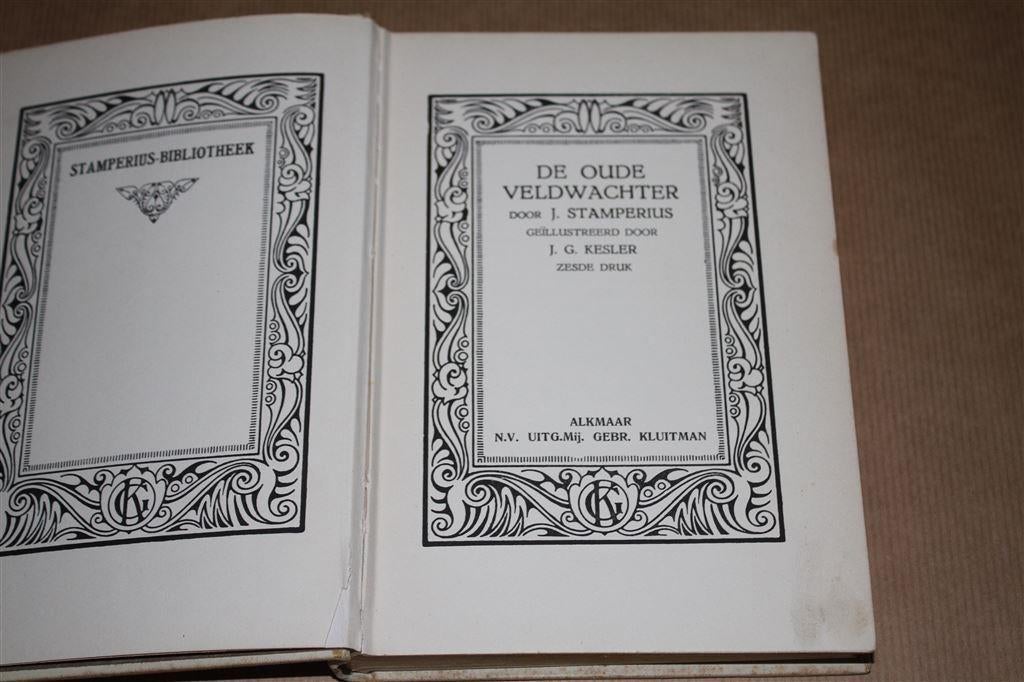 STAMPERIUS-BIBLIOTHEEK
DE OUDE
VELDWACHTER
DOOR J. STAMPERIUS
GEÏLLUSTREERD DOOR
J. G. KESLER
ZESDE DRUK
ALKMAAR
N.V. UITG.Mij. GEBR. KLUITMAN